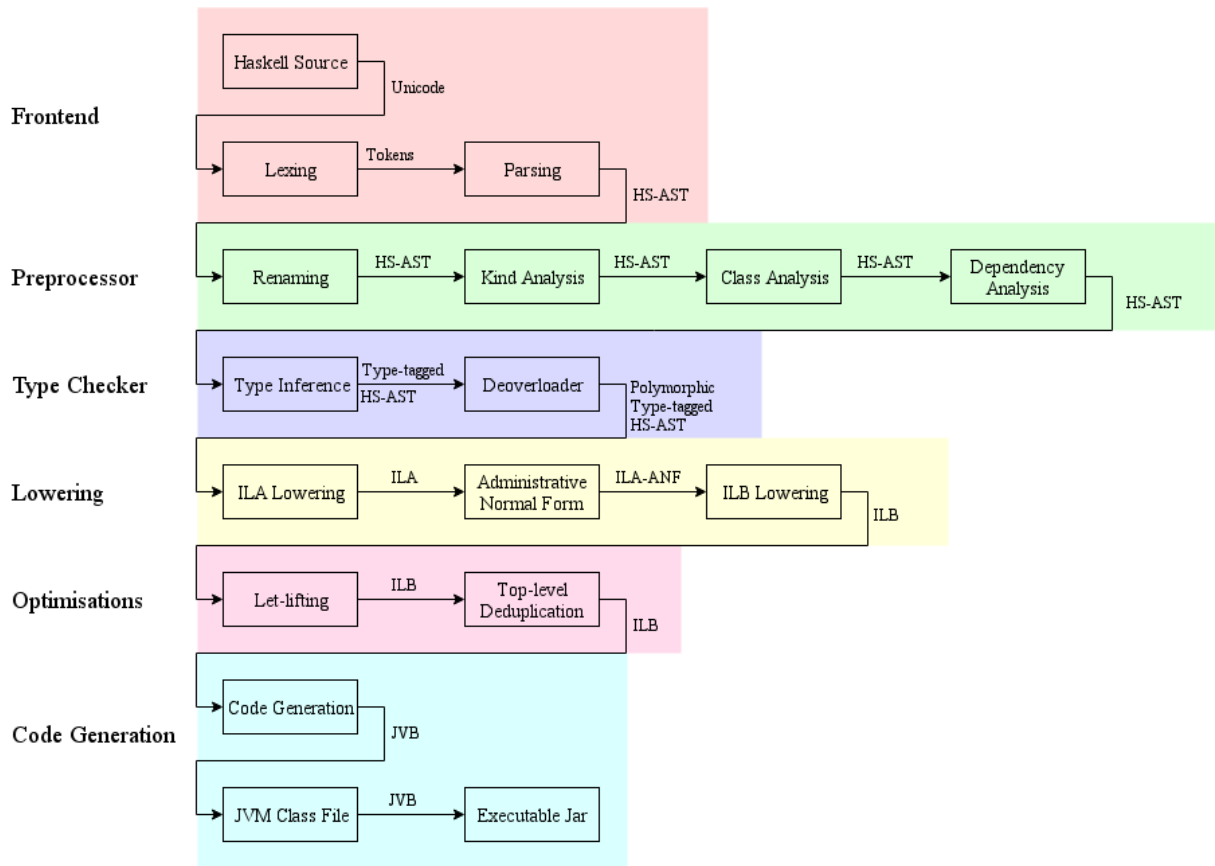 Haskell Source
Unicode
Frontend
Lexing
Tokens
Parsing
HS-AST
Preprocessor
Renaming
HS-AST
Kind Analysis
HS-AST
Class Analysis
HS-AST
Dependency
Analysis
HS-AST
Type Checker
Type Inference
Type-tagged
HS-AST
Deoverloader
Polymorphic
Type-tagged
HS-AST
Lowering
ILA Lowering
ILA
Administrative
Normal Form
ILA-ANF
ILB Lowering
ILB
Optimisations
Let-lifting
ILB
Top-level
Deduplication
ILB
Code Generation
Code Generation
JVB
JVM Class File
JVB
Executable Jar